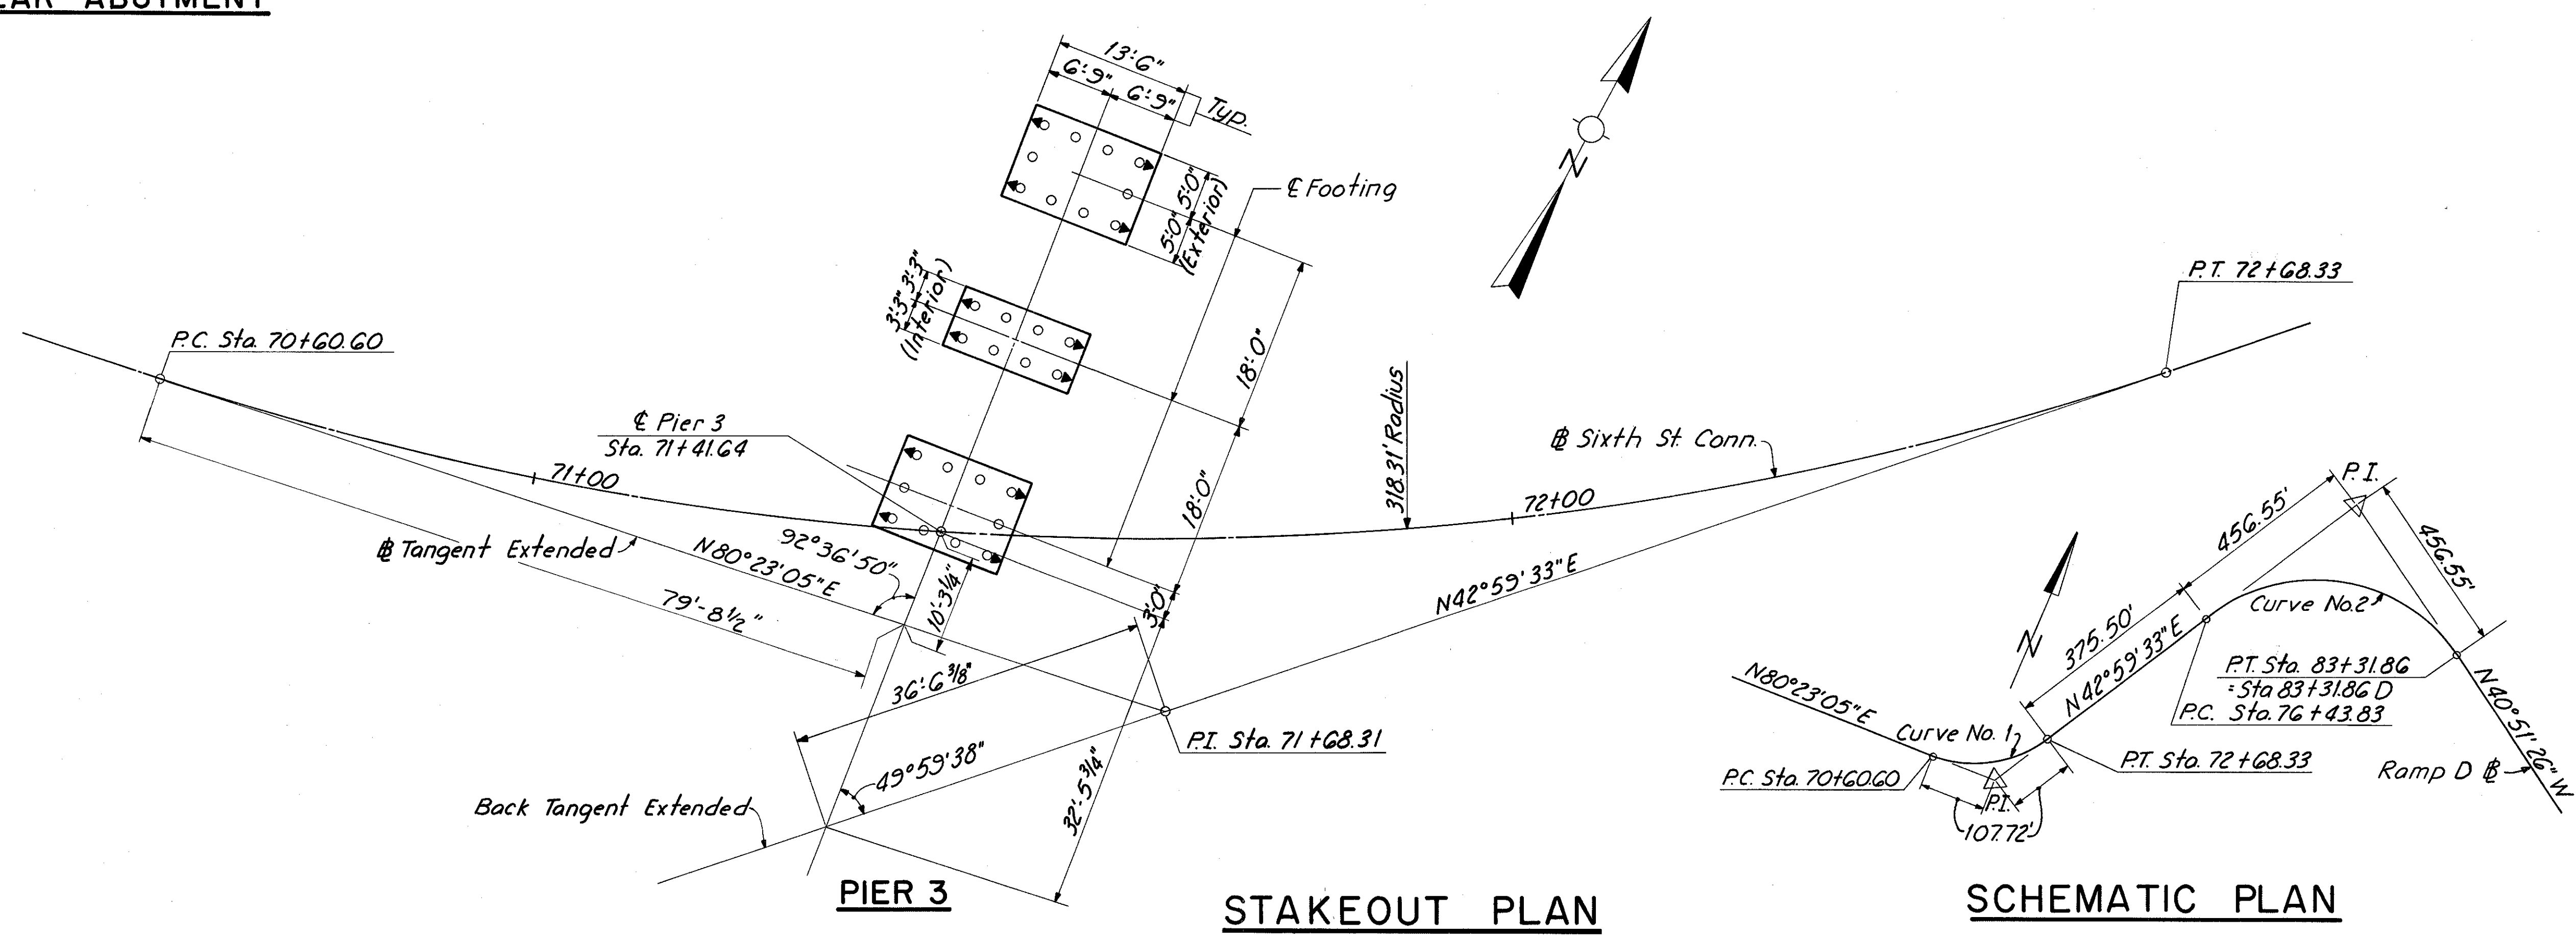 ABUTMENT
13'-6"
6'-9"
6'-9"
Typ.
5'-0" 5'-0"
(Exterior)
℄ Footing
N
3'-3" 3'-3"
(Interior)
18'-0"
P.T. 72+68.33
P.C. Sta. 70+60.60
℄ Pier 3
Sta. 71+41.64
71+00
318.31' Radius
℔ Sixth St. Conn.
72+00
18'-0"
℔ Tangent Extended
N80°23'05"E
92°36'50"
79'-8½"
10'-3¼"
3'-0"
N42°59'33"E
36'-6⅜"
P.I. Sta. 71+68.31
49°59'38"
32'-5¾"
Back Tangent Extended
PIER 3
STAKEOUT PLAN
P.I.
456.55'
456.55'
Curve No.2
375.50'
N42°59'33"E
N
N80°23'05"E
Curve No. 1
P.T. Sta. 83+31.86
= Sta 83+31.86 D
P.C. Sta. 76+43.83
N40°51'26"W
P.T. Sta. 72+68.33
Ramp D ℔
P.C. Sta. 70+60.60
P.I.
107.72'
SCHEMATIC PLAN